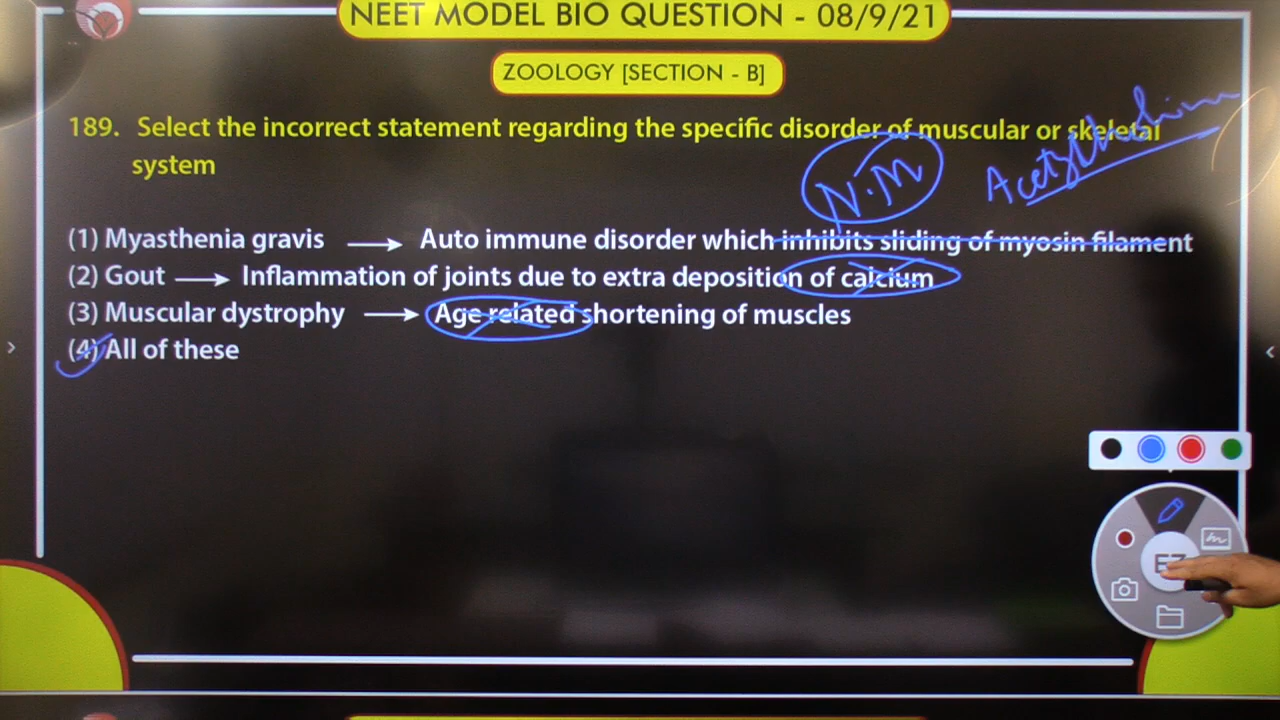 NEET MODEL BIO QUESTION - 08/9/21
ZOOLOGY [SECTION - B]
189. Select the incorrect statement regarding the specific disorder of muscular or skeletal
system
N.M
(1) Myasthenia gravis → Auto immune disorder which inhibits sliding of myosin filament
(2) Gout → Inflammation of joints due to extra deposition of calcium
(3) Muscular dystrophy → Age related shortening of muscles
(4) All of these